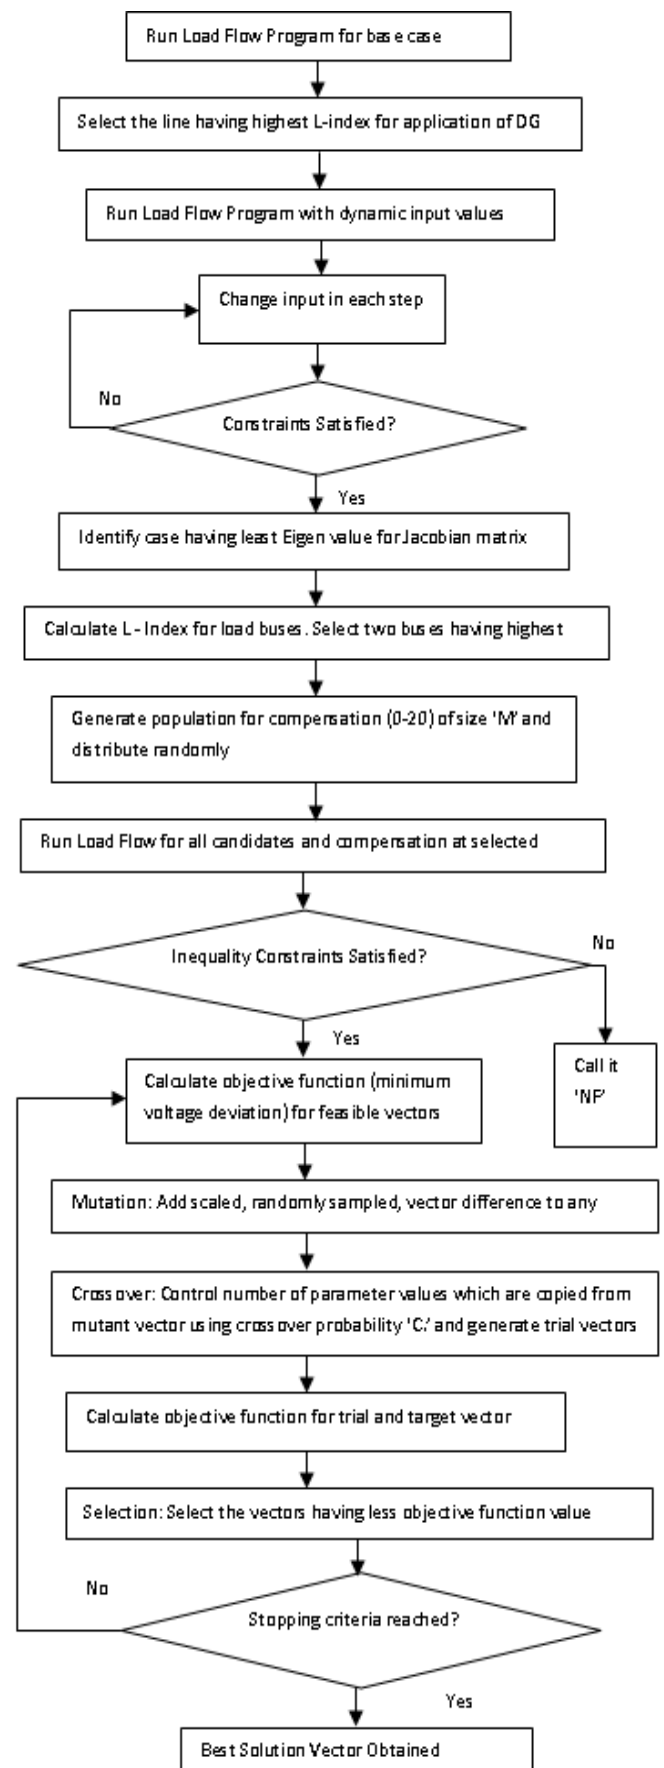 Run Load Flow Program for base case
Select the line having highest L-index for application of DG
Run Load Flow Program with dynamic input values
Change input in each step
No
Constraints Satisfied?
Yes
Identify case having least Eigen value for Jacobian matrix
Calculate L - Index for load buses. Select two buses having highest
Generate population for compensation (0-20) of size 'M' and
distribute randomly
Run Load Flow for all candidates and compensation at selected
No
Inequality Constraints Satisfied?
Yes
Call it
'NF'
Calculate objective function (minimum
voltage deviation) for feasible vectors
Mutation: Add scaled, randomly sampled, vector difference to any
Crossover: Control number of parameter values which are copied from
mutant vector using crossover probability 'C.' and generate trial vectors
Calculate objective function for trial and target vector
Selection: Select the vectors having less objective function value
No
Stopping criteria reached?
Yes
Best Solution Vector Obtained